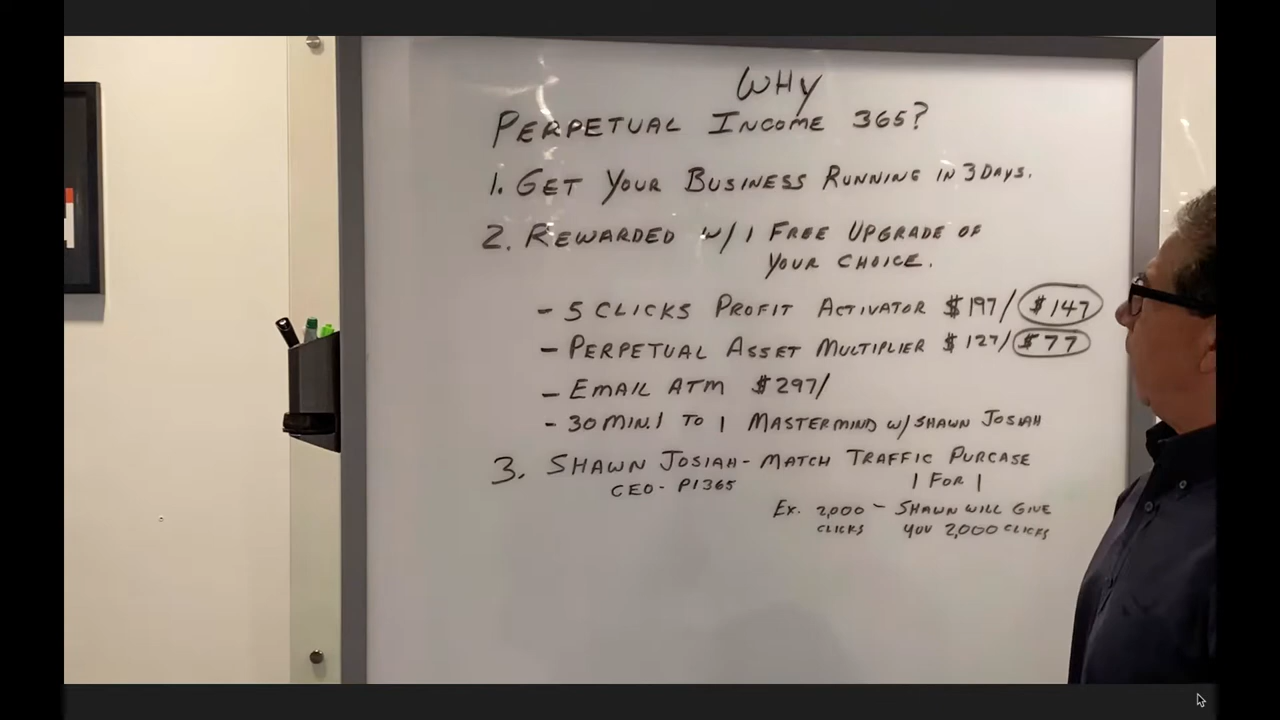 WHY
PERPETUAL INCOME 365?
1. GET YOUR BUSINESS RUNNING IN 3 DAYS.
2. REWARDED W/ 1 FREE UPGRADE OF
YOUR CHOICE.
- 5 CLICKS PROFIT ACTIVATOR $197/ $147
- PERPETUAL ASSET MULTIPLIER $127/ $77
- EMAIL ATM $297/
- 30 MIN. 1 TO 1 MASTERMIND W/ SHAWN JOSIAH
3. SHAWN JOSIAH - MATCH TRAFFIC PURCASE
CEO - PI365 1 FOR 1
EX. 2,000 - SHAWN WILL GIVE
CLICKS YOU 2,000 CLICKS